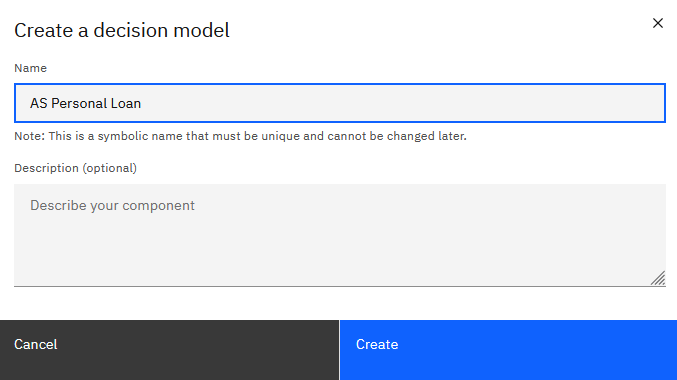 Create a decision model
Name
AS Personal Loan
Note: This is a symbolic name that must be unique and cannot be changed later.
Description (optional)
Describe your component
Cancel
Create